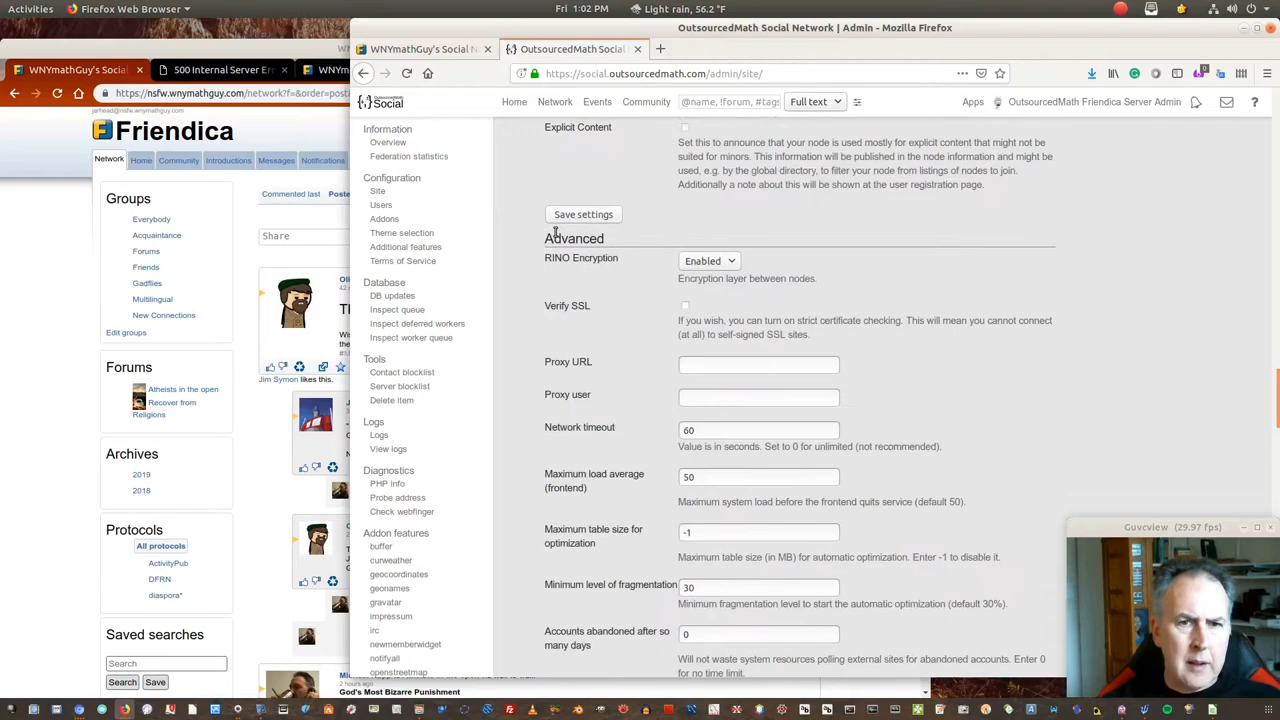 Activities
Firefox Web Browser
Fri 1:02 PM
Light rain, 56.2 °F
OutsourcedMath Social Network | Admin - Mozilla Firefox
WNYmathGuy's Social
500 Internal Server Err
WNYmath
WNYmathGuy's Social N
OutsourcedMath Social
https://nsfw.wnymathguy.com/network?f=&order=post
https://social.outsourcedmath.com/admin/site/
jarhead@nsfw.wnymathguy.com
Friendica
Network
Home
Community
Introductions
Messages
Notifications
Groups
Everybody
Acquaintance
Forums
Friends
Gadflies
Multilingual
New Connections
Edit groups
Forums
Atheists in the open
Recover from
Religions
Archives
2019
2018
Protocols
All protocols
ActivityPub
DFRN
diaspora*
Saved searches
Search
Search
Save
Commented last
Share
Jim Symon likes this.
2 hours ago
God's Most Bizarre Punishment
Social
Home
Network
Events
Community
@name, !forum, #tags
Full text
Apps
OutsourcedMath Friendica Server Admin
Information
Overview
Federation statistics
Configuration
Site
Users
Addons
Theme selection
Additional features
Terms of Service
Database
DB updates
Inspect queue
Inspect deferred workers
Inspect worker queue
Tools
Contact blocklist
Server blocklist
Delete item
Logs
Logs
View logs
Diagnostics
PHP Info
Probe address
Check webfinger
Addon features
buffer
curweather
geocoordinates
geonames
gravatar
impressum
irc
newmemberwidget
notifyall
openstreetmap
Explicit Content
Set this to announce that your node is used mostly for explicit content that might not be
suited for minors. This information will be published in the node information and might be
used, e.g. by the global directory, to filter your node from listings of nodes to join.
Additionally a note about this will be shown at the user registration page.
Save settings
Advanced
RINO Encryption
Enabled
Encryption layer between nodes.
Verify SSL
If you wish, you can turn on strict certificate checking. This will mean you cannot connect
(at all) to self-signed SSL sites.
Proxy URL
Proxy user
Network timeout
60
Value is in seconds. Set to 0 for unlimited (not recommended).
Maximum load average
(frontend)
50
Maximum system load before the frontend quits service (default 50).
Maximum table size for
optimization
-1
Maximum table size (in MB) for automatic optimization. Enter -1 to disable it.
Minimum level of fragmentation
30
Minimum fragmentation level to start the automatic optimization (default 30%).
Accounts abandoned after so
many days
0
Will not waste system resources polling external sites for abandoned accounts. Enter 0
for no time limit.
Guvcview (29.97 fps)